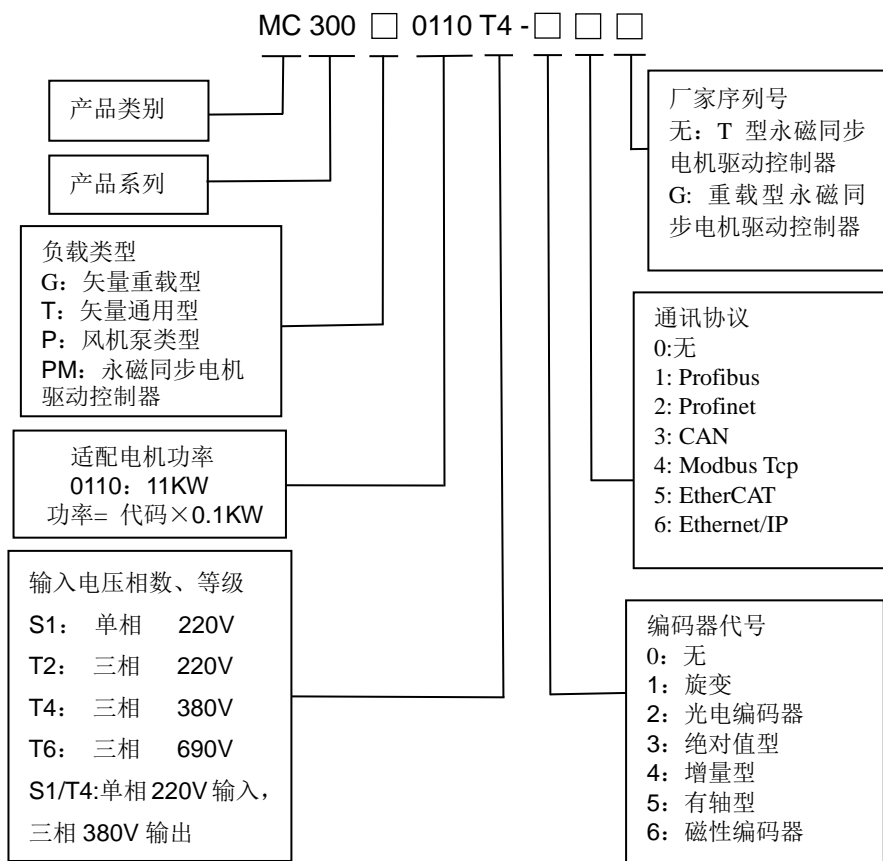 MC 300 □ 0110 T4 - □ □ □
产品类别
产品系列
负载类型
G：矢量重载型
T：矢量通用型
P：风机泵类型
PM：永磁同步电机
驱动控制器
适配电机功率
0110：11KW
功率= 代码×0.1KW
输入电压相数、等级
S1： 单相 220V
T2： 三相 220V
T4： 三相 380V
T6： 三相 690V
S1/T4:单相 220V 输入，
三相 380V 输出
厂家序列号
无：T 型永磁同步
电机驱动控制器
G: 重载型永磁同
步电机驱动控制器
通讯协议
0:无
1: Profibus
2: Profinet
3: CAN
4: Modbus Tcp
5: EtherCAT
6: Ethernet/IP
编码器代号
0：无
1：旋变
2：光电编码器
3：绝对值型
4：增量型
5：有轴型
6：磁性编码器